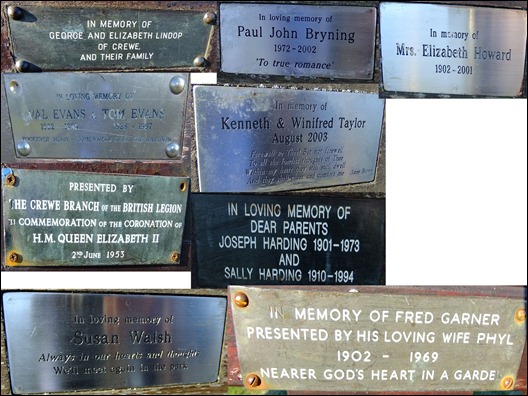 IN MEMORY OF
GEORGE AND ELIZABETH LINDOP
OF CREWE,
AND THEIR FAMILY
In loving memory of
Paul John Bryning
1972-2002
'To true romance'
In memory of
Mrs. Elizabeth Howard
1902-2001
IN LOVING MEMORY OF
EVANS & TOM EVANS
In memory of
Kenneth & Winifred Taylor
August 2003
PRESENTED BY
THE CREWE BRANCH OF THE BRITISH LEGION
COMMEMORATION OF THE CORONATION OF
H.M. QUEEN ELIZABETH II
2ND JUNE 1953
IN LOVING MEMORY OF
DEAR PARENTS
JOSEPH HARDING 1901-1973
AND
SALLY HARDING 1910-1994
In loving memory of
Susan Walsh
Always in our hearts and thoughts
We'll meet again in the park
IN MEMORY OF FRED GARNER
PRESENTED BY HIS LOVING WIFE PHYL
1902 - 1969
NEARER GOD'S HEART IN A GARDE